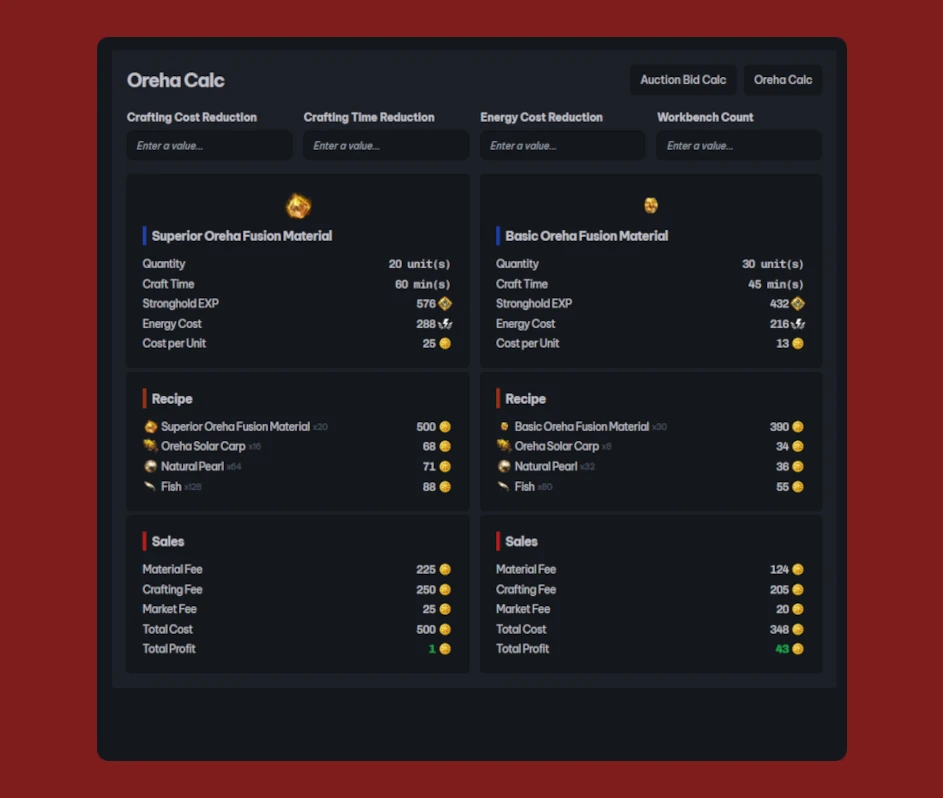 Oreha Calc
Auction Bid Calc Oreha Calc
Crafting Cost Reduction Crafting Time Reduction Energy Cost Reduction Workbench Count
Enter a value... Enter a value... Enter a value... Enter a value...
Superior Oreha Fusion Material
Quantity 20 unit(s)
Craft Time 60 min(s)
Stronghold EXP 576
Energy Cost 288
Cost per Unit 25
Recipe
Superior Oreha Fusion Material x20 500
Oreha Solar Carp x16 68
Natural Pearl x64 71
Fish x128 88
Sales
Material Fee 225
Crafting Fee 250
Market Fee 25
Total Cost 500
Total Profit 1
Basic Oreha Fusion Material
Quantity 30 unit(s)
Craft Time 45 min(s)
Stronghold EXP 432
Energy Cost 216
Cost per Unit 13
Recipe
Basic Oreha Fusion Material x30 390
Oreha Solar Carp x8 34
Natural Pearl x32 36
Fish x80 55
Sales
Material Fee 124
Crafting Fee 205
Market Fee 20
Total Cost 348
Total Profit 43